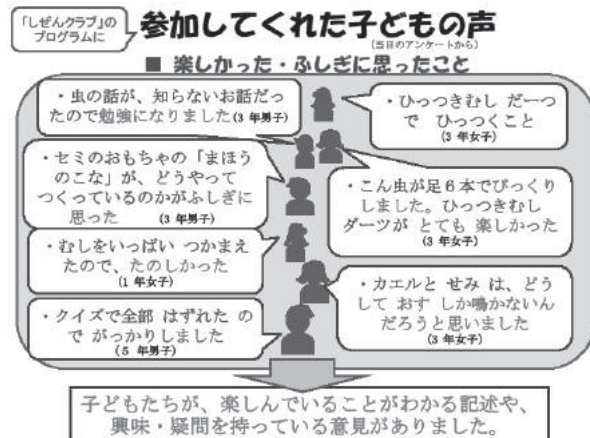 「しぜんクラブ」の
プログラムに
参加してくれた子どもの声
(当日のアンケートから)
■ 楽しかった・ふしぎに思ったこと
・虫の話が、知らないお話だっ
たので勉強になりました(3 年男子)
・ひっつきむし だーつ
で ひっつくこと
(3 年女子)
・セミのおもちゃの「まほう
のこな」が、どうやって
つくっているのかがふしぎに
思った (3 年男子)
・こん虫が足6本でびっくり
しました。ひっつきむし
ダーツが とても 楽しかった
(3 年女子)
・むしをいっぱい つかまえ
たので、たのしかった
(1 年女子)
・カエルと せみ は、どう
して おす しか鳴かないん
だろうと思いました
(3 年女子)
・クイズで全部 はずれた の
で がっかりしました
(5 年男子)
子どもたちが、楽しんでいることがわかる記述や、
興味・疑問を持っている意見がありました。